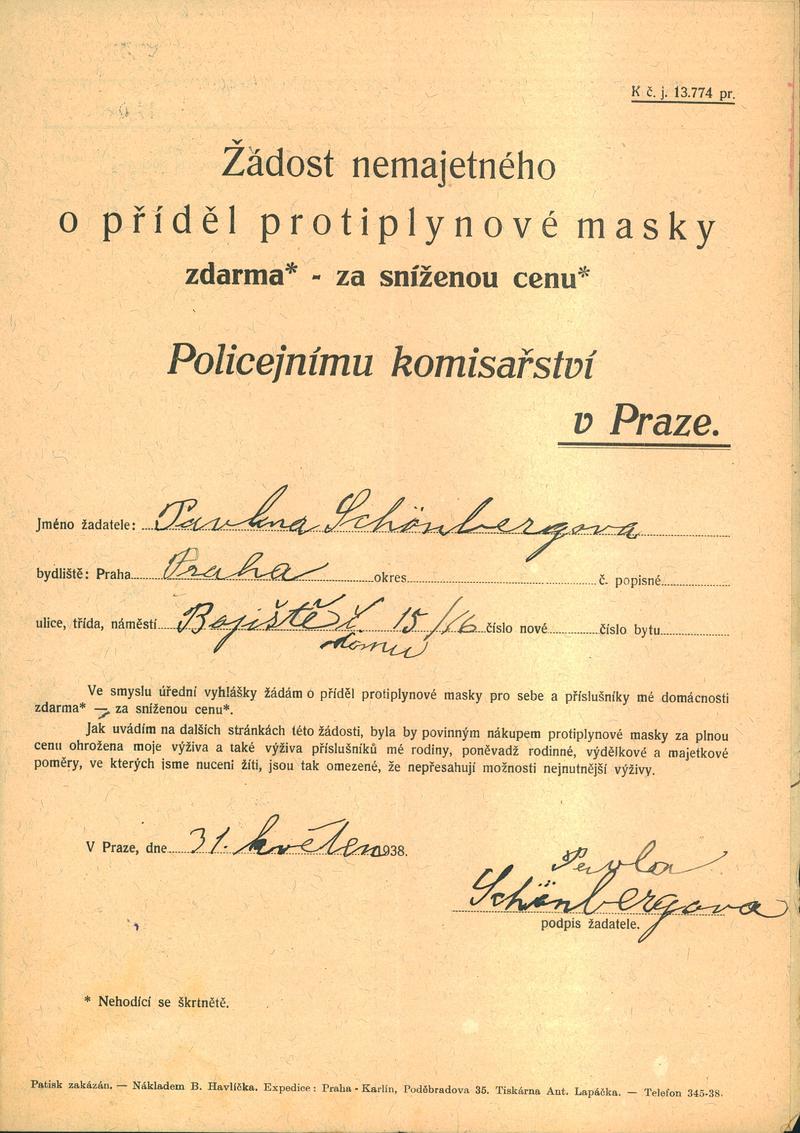 K č. j. 13.774 pr.
Žádost nemajetného
o příděl protiplynové masky
zdarma* - za sníženou cenu*
Policejnímu komisařství
v Praze.
Jméno žadatele: Pavlina Schönbergova
bydliště: Praha Praha okres č. popisné
ulice, třída, náměstí Bojiště č. 15/16 číslo nové číslo bytu
domu
Ve smyslu úřední vyhlášky žádám o příděl protiplynové masky pro sebe a příslušníky mé domácnosti
zdarma* — za sníženou cenu*.
Jak uvádím na dalších stránkách této žádosti, byla by povinným nákupem protiplynové masky za plnou
cenu ohrožena moje výživa a také výživa příslušníků mé rodiny, poněvadž rodinné, výdělkové a majetkové
poměry, ve kterých jsme nuceni žíti, jsou tak omezené, že nepřesahují možnosti nejnutnější výživy.
V Praze, dne 31. květen 1938.
Pavla
Schönbergova
podpis žadatele.
* Nehodící se škrtnětě.
Patisk zakázán. — Nákladem B. Havlíčka. Expedice: Praha - Karlín, Poděbradova 35. Tiskárna Ant. Lapáčka. — Telefon 345-38.